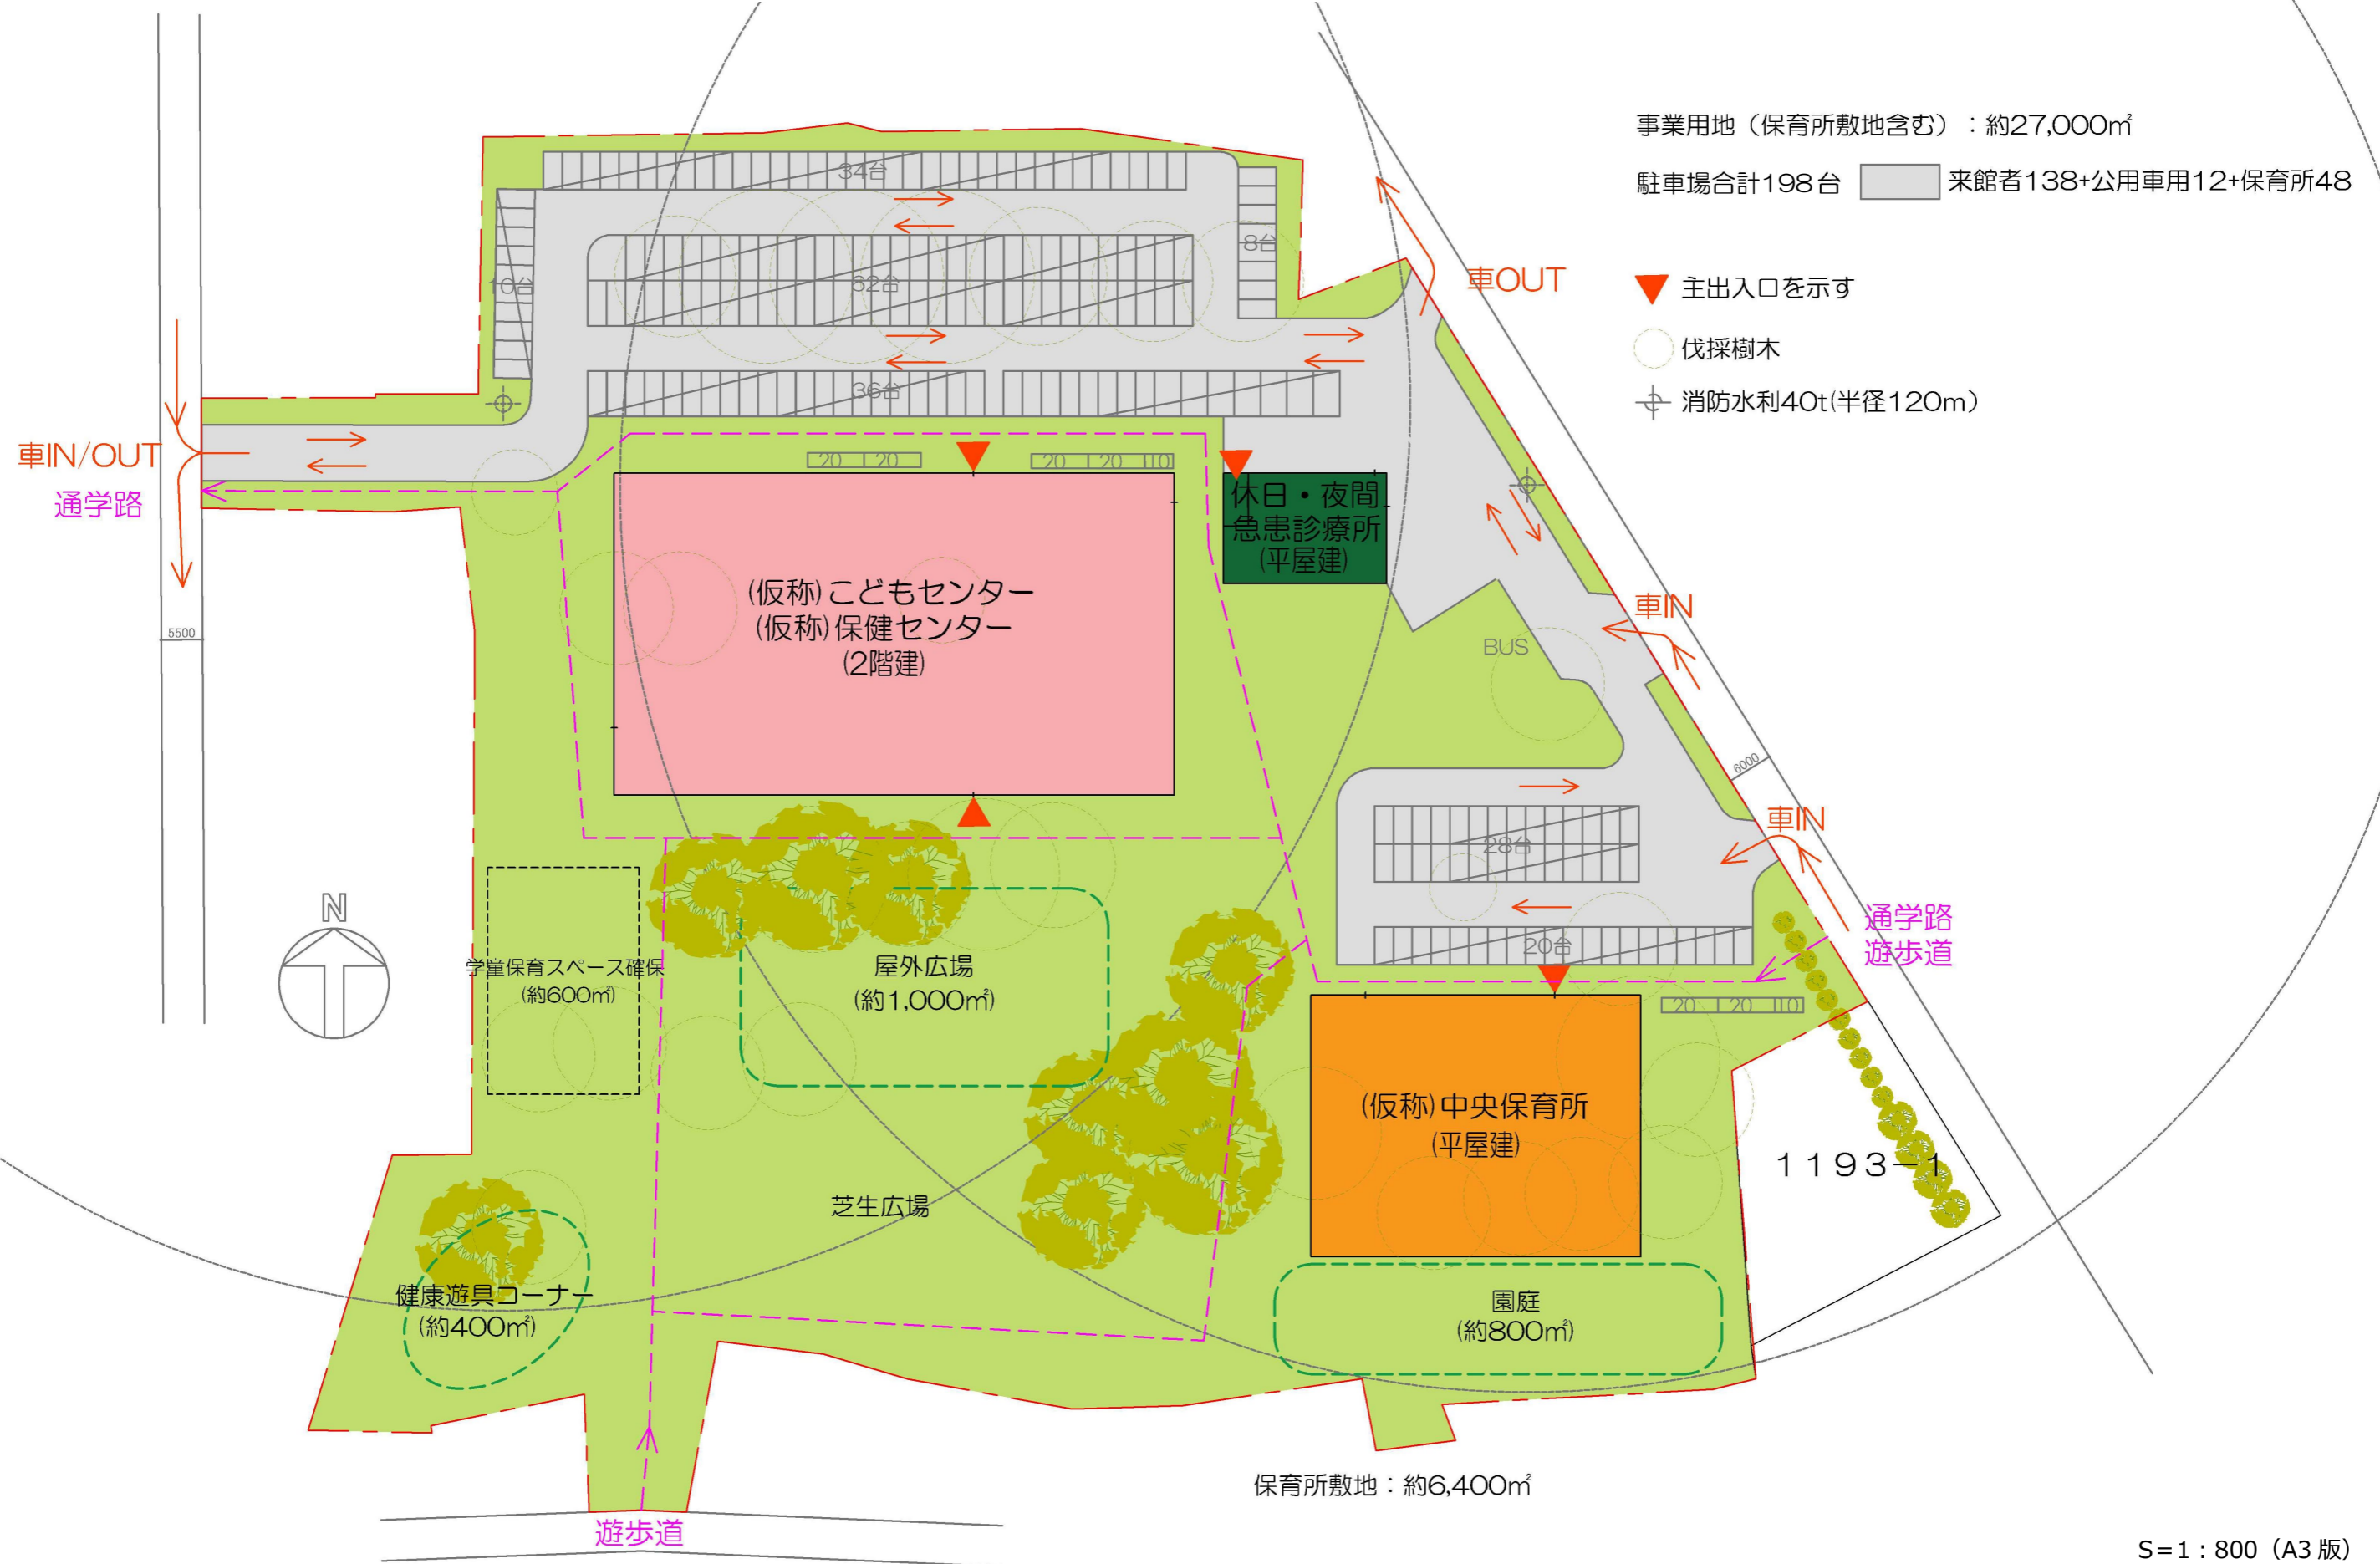 事業用地（保育所敷地含む）：約27,000㎡
駐車場合計198台
来館者138+公用車用12+保育所48
主出入口を示す
伐採樹木
消防水利40t(半径120m）
34台
8台
10台
62台
36台
車OUT
車IN/OUT
通学路
5500
20 20
20 20 10
(仮称)こどもセンター
(仮称)保健センター
(2階建)
休日・夜間
急患診療所
(平屋建)
車IN
BUS
6000
車IN
28台
20台
通学路
遊歩道
20 20 10
N
学童保育スペース確保
(約600㎡)
屋外広場
(約1,000㎡)
(仮称)中央保育所
(平屋建)
1193-1
芝生広場
健康遊具コーナー
(約400㎡)
園庭
(約800㎡)
保育所敷地：約6,400㎡
遊歩道
S=1：800（A3版）